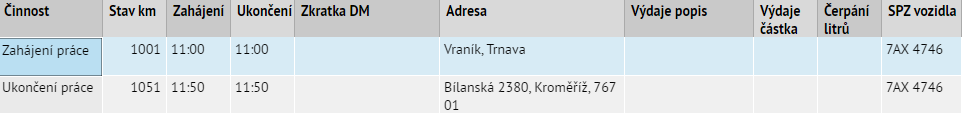 Činnost Stav km Zahájení Ukončení Zkratka DM Adresa Výdaje popis Výdaje částka Čerpání litrů SPZ vozidla
Zahájení práce 1001 11:00 11:00 Vraník, Trnava 7AX 4746
Ukončení práce 1051 11:50 11:50 Bílanská 2380, Kroměříž, 767 01 7AX 4746